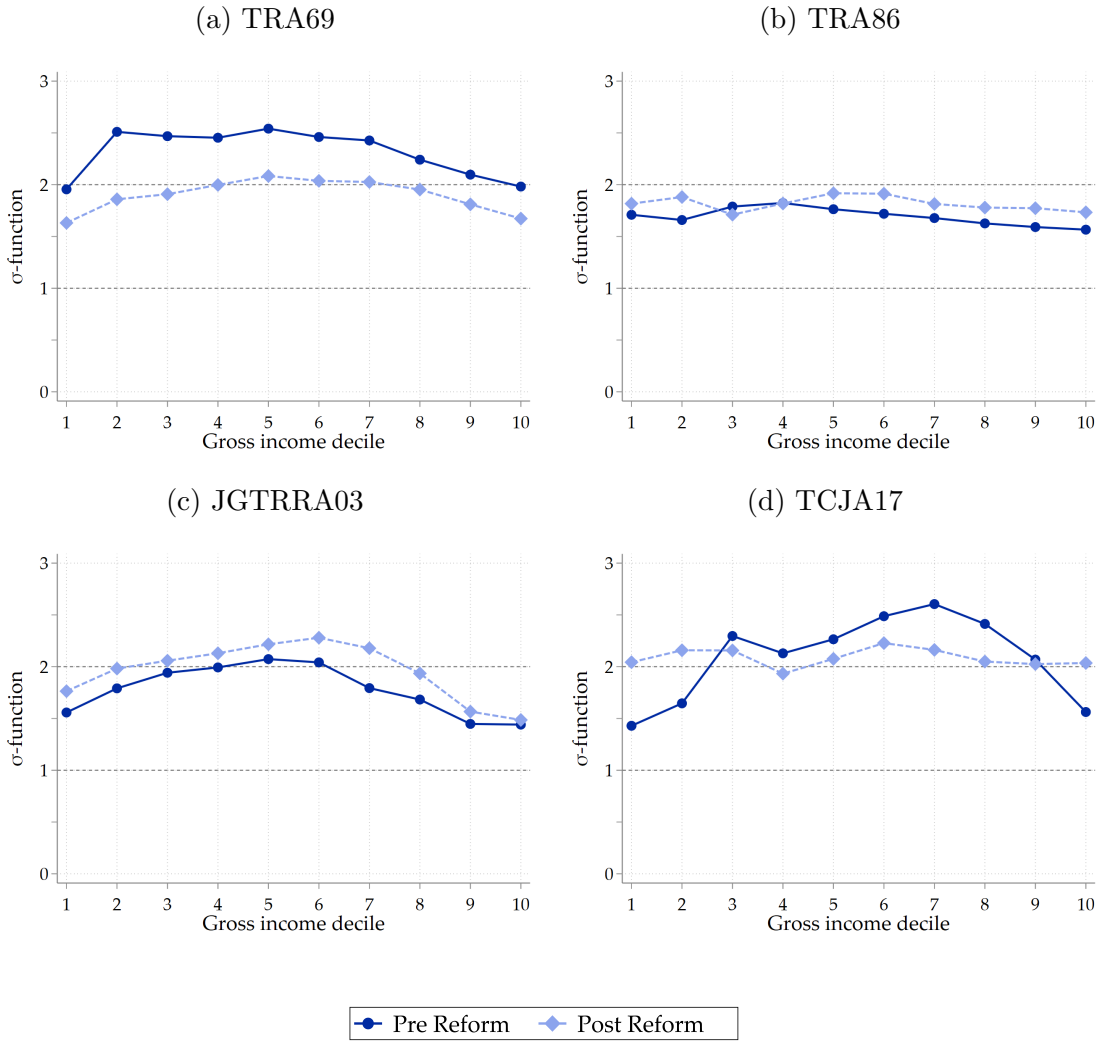 (a) TRA69
3
2
1
0
σ-function
1 2 3 4 5 6 7 8 9 10
Gross income decile
(b) TRA86
3
2
1
0
σ-function
1 2 3 4 5 6 7 8 9 10
Gross income decile
(c) JGTRRA03
3
2
1
0
σ-function
1 2 3 4 5 6 7 8 9 10
Gross income decile
(d) TCJA17
3
2
1
0
σ-function
1 2 3 4 5 6 7 8 9 10
Gross income decile
Pre Reform Post Reform